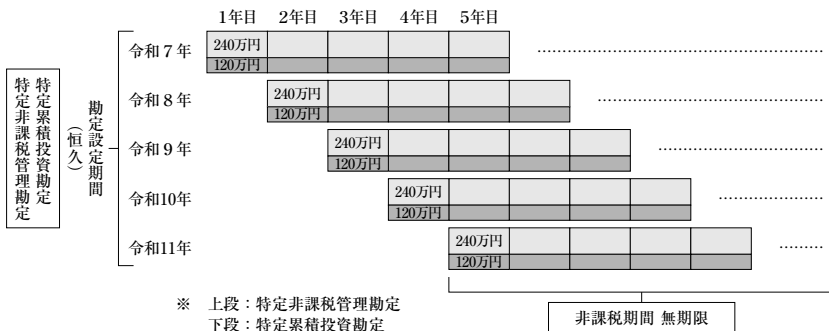 1年目 2年目 3年目 4年目 5年目
特定累積投資勘定
特定非課税管理勘定
勘定設定期間
（恒久）
令和7年 240万円
120万円
令和8年 240万円
120万円
令和9年 240万円
120万円
令和10年 240万円
120万円
令和11年 240万円
120万円
※ 上段：特定非課税管理勘定
下段：特定累積投資勘定
非課税期間 無期限